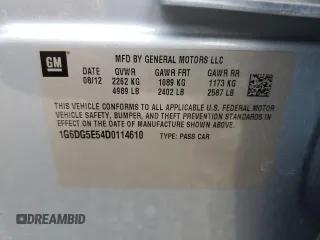 GM
MFD BY GENERAL MOTORS LLC
DATE GVWR GAWR FRT GAWR RR
08/12 2262 KG 1089 KG 1173 KG
4989 LB 2402 LB 2587 LB
THIS VEHICLE CONFORMS TO ALL APPLICABLE U.S. FEDERAL MOTOR
VEHICLE SAFETY, BUMPER, AND THEFT PREVENTION STANDARDS IN
EFFECT ON THE DATE OF MANUFACTURE SHOWN ABOVE.
1G6DG5E54D0114610 TYPE: PASS CAR
© DEALERBID